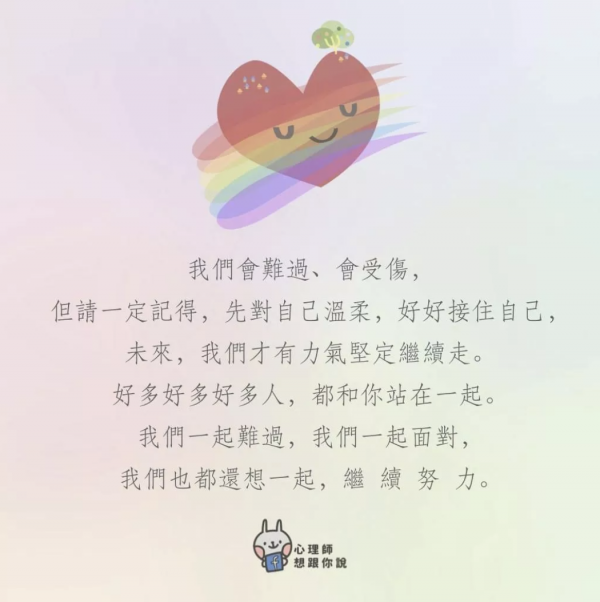 我們會難過、會受傷，
但請一定記得，先對自己溫柔，好好接住自己，
未來，我們才有力氣堅定繼續走。
好多好多好多人，都和你站在一起。
我們一起難過，我們一起面對，
我們也都還想一起，繼 續 努 力。
心理師
想跟你說